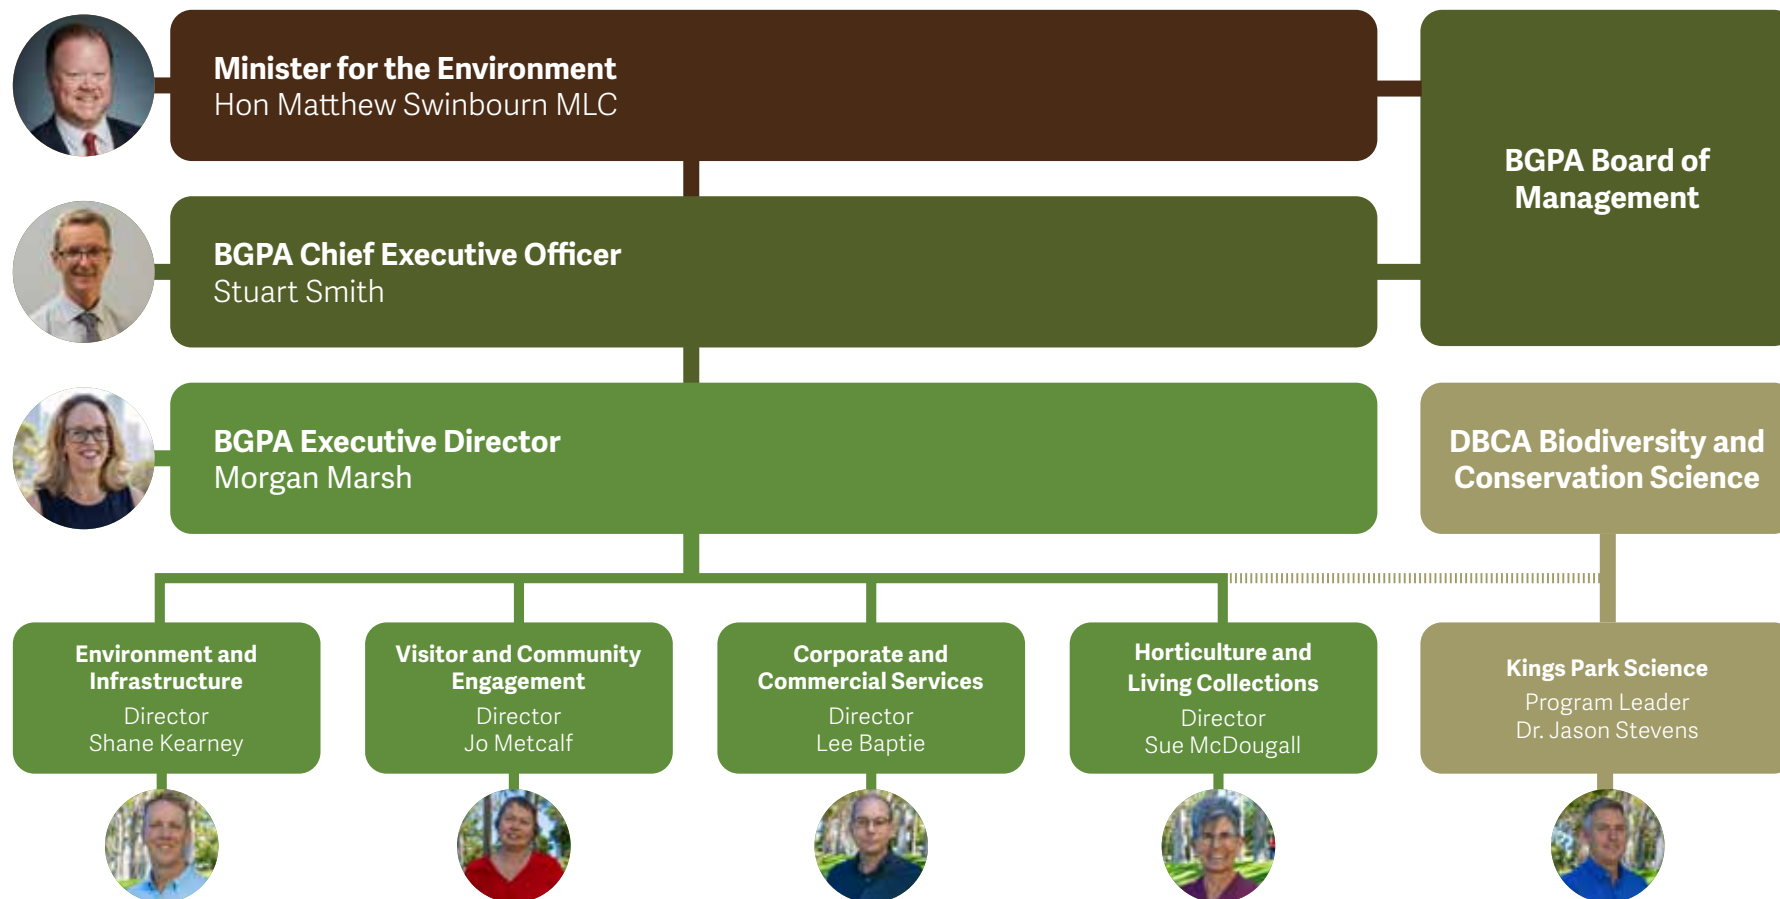 Minister for the Environment
Hon Matthew Swinbourn MLC
BGPA Board of
Management
BGPA Chief Executive Officer
Stuart Smith
BGPA Executive Director
Morgan Marsh
DBCA Biodiversity and
Conservation Science
Environment and
Infrastructure
Director
Shane Kearney
Visitor and Community
Engagement
Director
Jo Metcalf
Corporate and
Commercial Services
Director
Lee Baptie
Horticulture and
Living Collections
Director
Sue McDougall
Kings Park Science
Program Leader
Dr. Jason Stevens